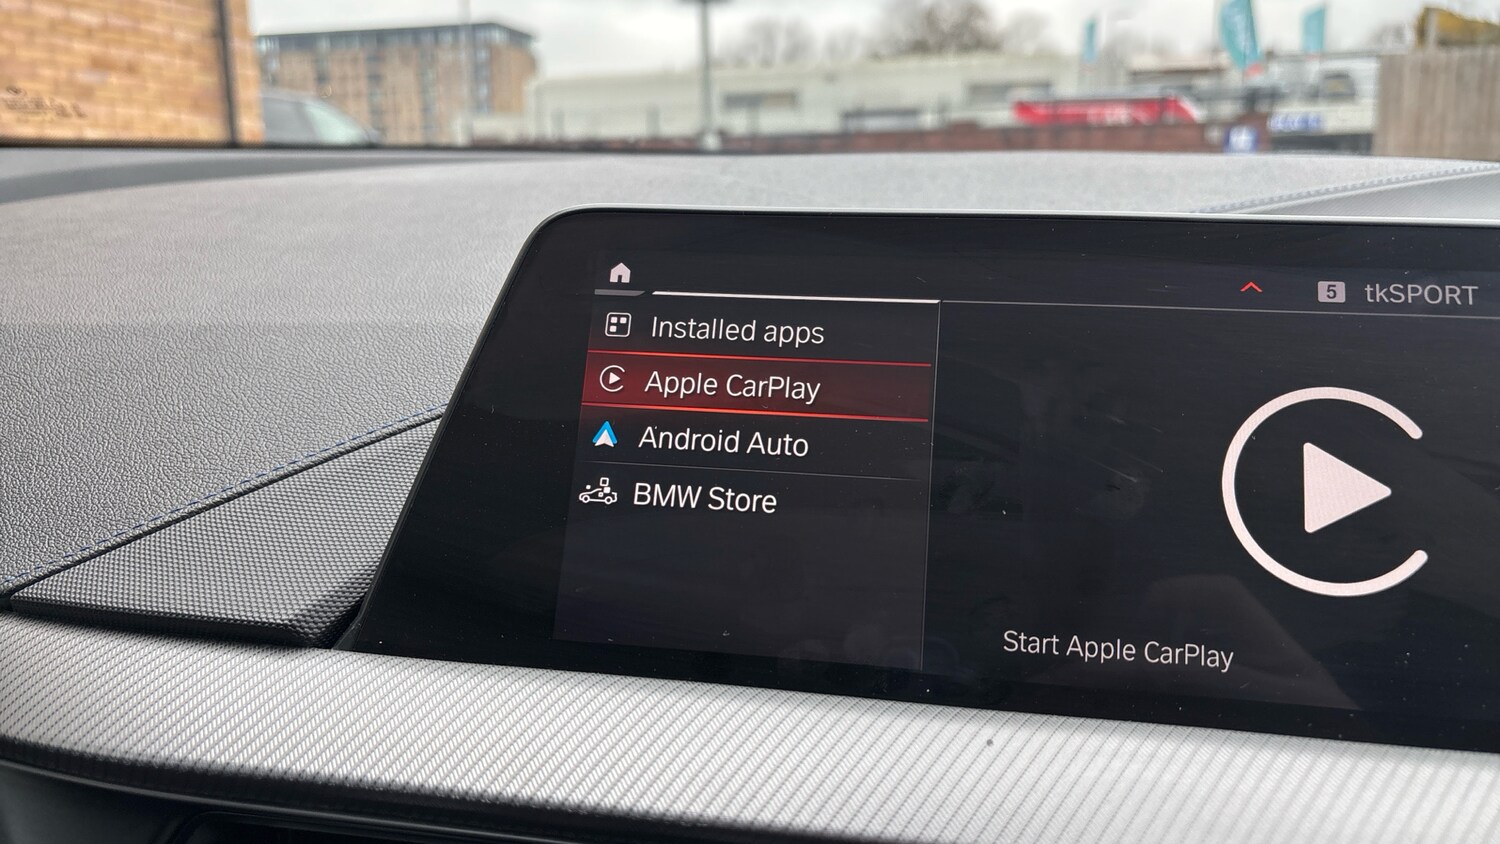 5 tkSPORT
Installed apps
Apple CarPlay
Android Auto
BMW Store
Start Apple CarPlay